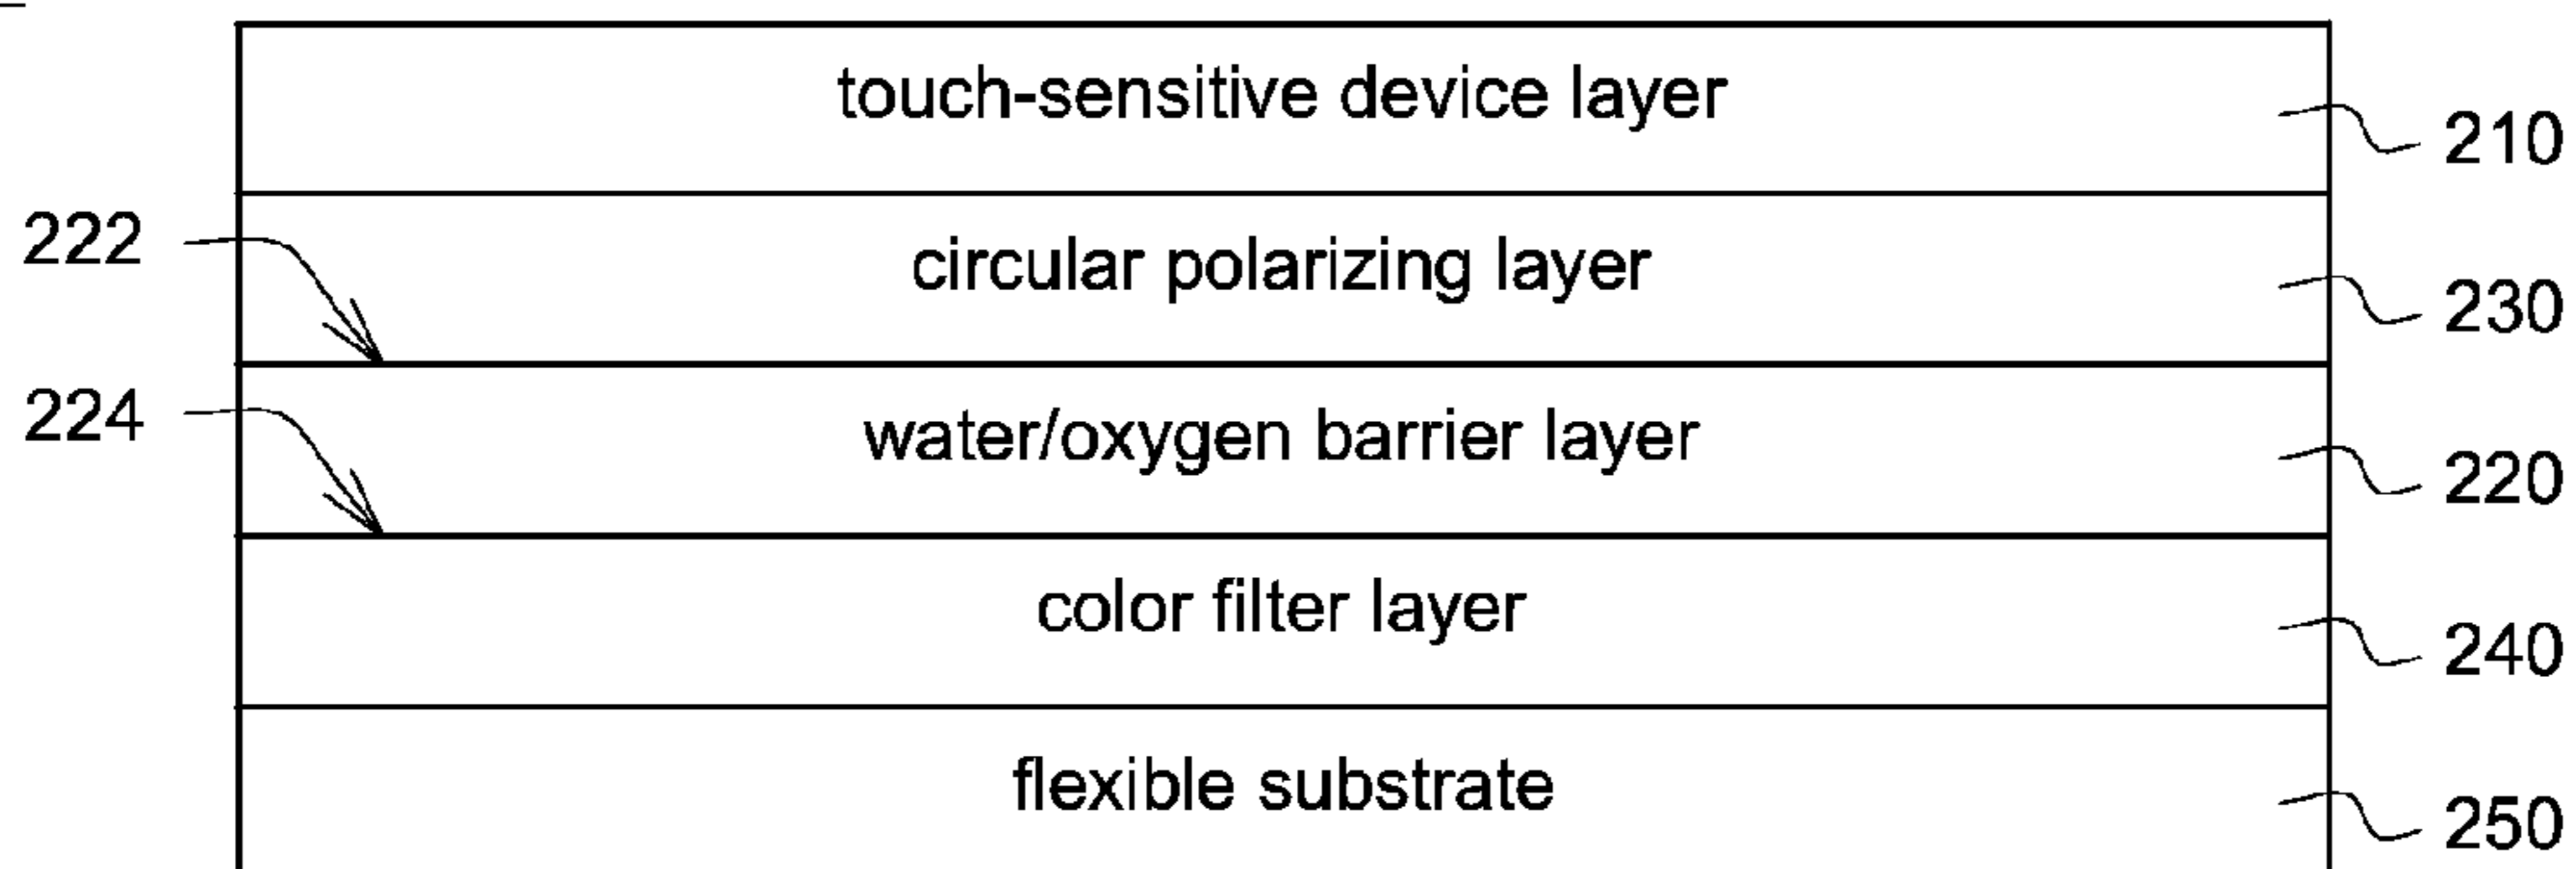 touch-sensitive device layer
210
222
circular polarizing layer
230
224
water/oxygen barrier layer
220
color filter layer
240
flexible substrate
250